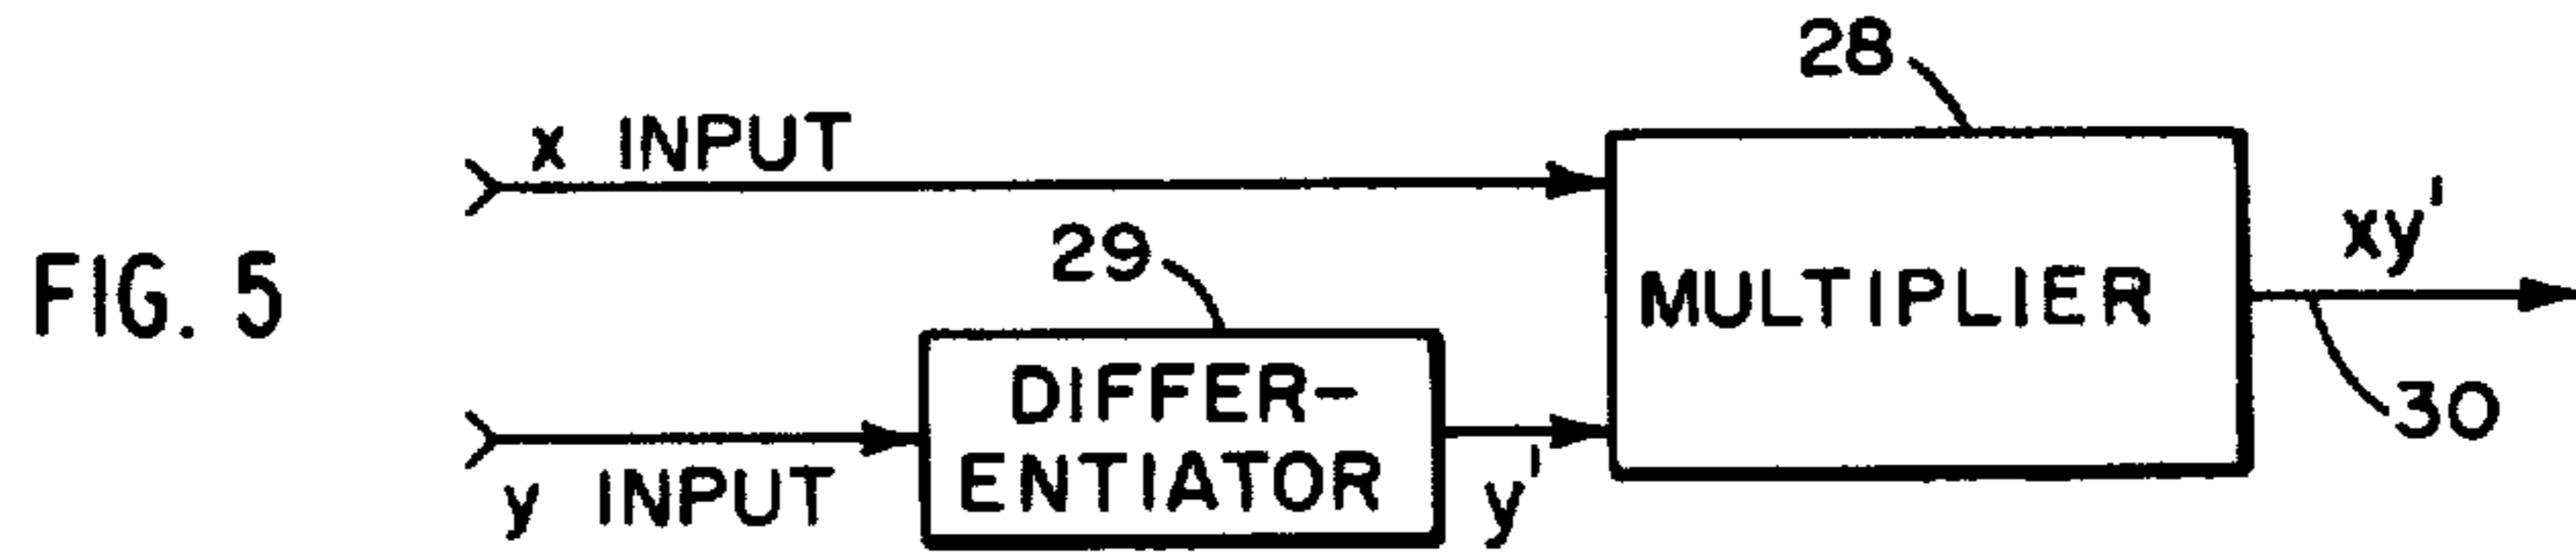 28
x INPUT
29
xy'
FIG. 5
MULTIPLIER
DIFFER-
ENTIATOR
30
y INPUT
y'